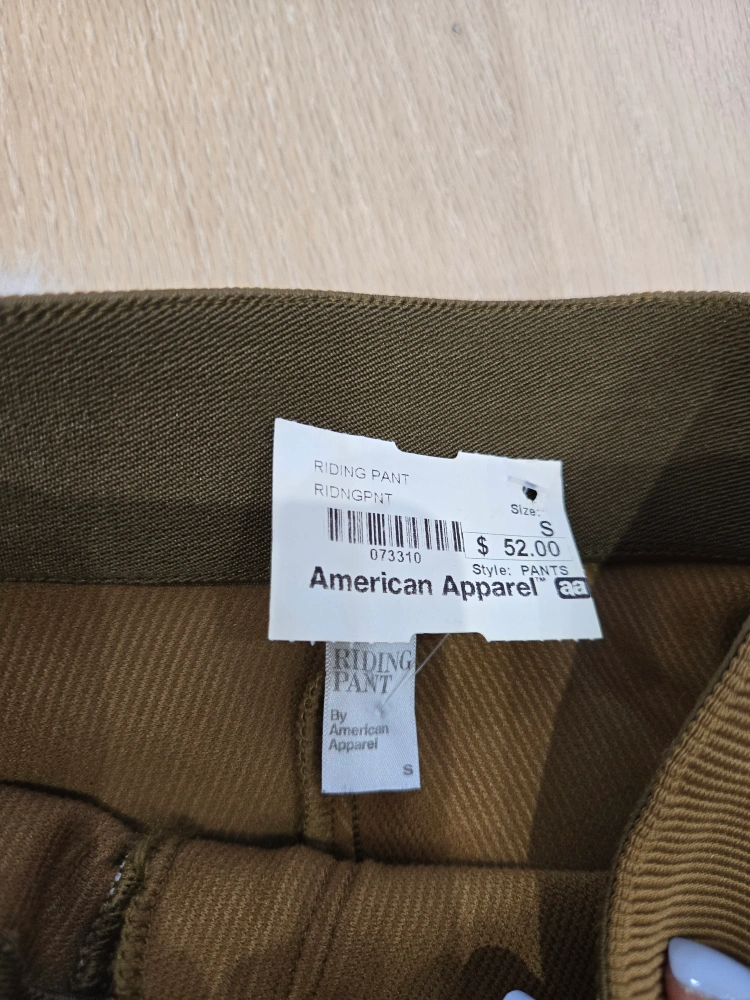 RIDING PANT
RIDNGPNT
Size:
S
073310
$ 52.00
Style: PANTS
American Apparel™ aa
RIDING
PANT
By
American
Apparel
S